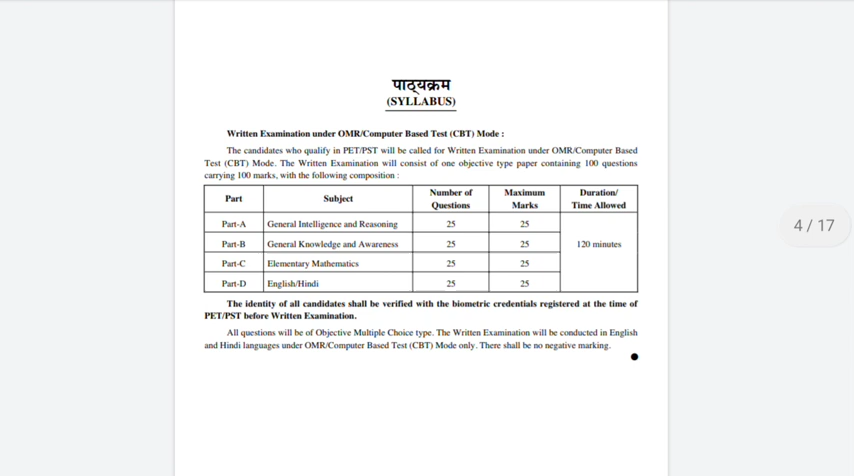 पाठ्यक्रम
(SYLLABUS)
Written Examination under OMR/Computer Based Test (CBT) Mode :
The candidates who qualify in PET/PST will be called for Written Examination under OMR/Computer Based
Test (CBT) Mode. The Written Examination will consist of one objective type paper containing 100 questions
carrying 100 marks, with the following composition :
Part Subject Number of Questions Maximum Marks Duration/ Time Allowed
Part-A General Intelligence and Reasoning 25 25
Part-B General Knowledge and Awareness 25 25 120 minutes
Part-C Elementary Mathematics 25 25
Part-D English/Hindi 25 25
The identity of all candidates shall be verified with the biometric credentials registered at the time of
PET/PST before Written Examination.
All questions will be of Objective Multiple Choice type. The Written Examination will be conducted in English
and Hindi languages under OMR/Computer Based Test (CBT) Mode only. There shall be no negative marking.
4 / 17